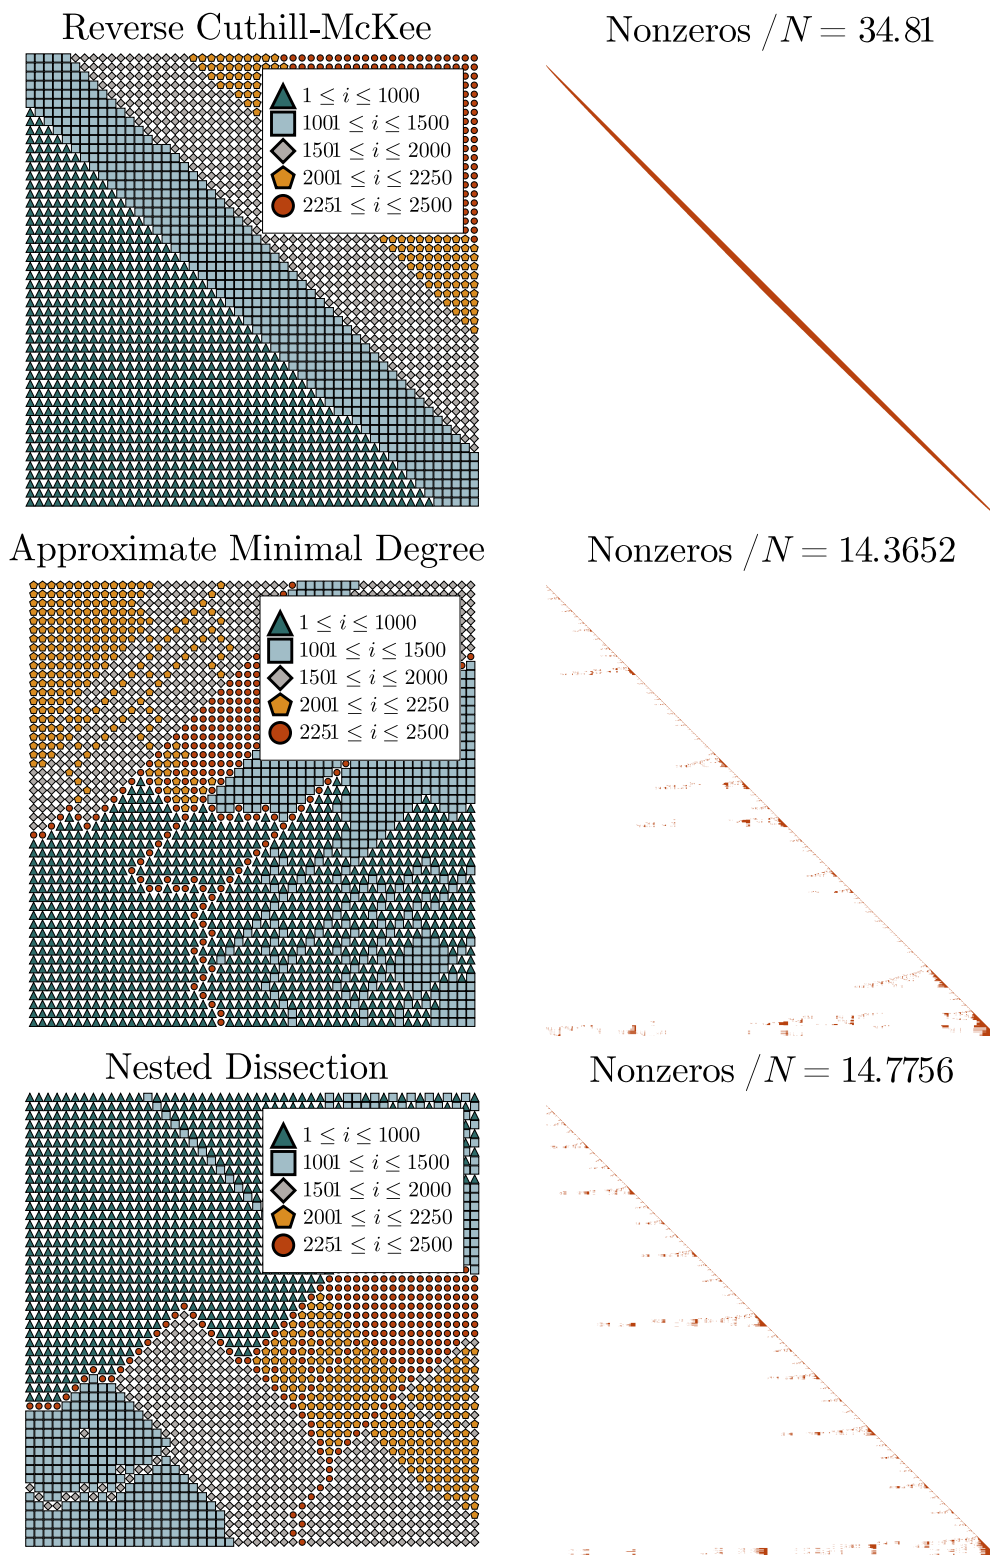 Reverse Cuthill-McKee
Nonzeros /N = 34.81
1 ≤ i ≤ 1000
1001 ≤ i ≤ 1500
1501 ≤ i ≤ 2000
2001 ≤ i ≤ 2250
2251 ≤ i ≤ 2500
Approximate Minimal Degree
Nonzeros /N = 14.3652
1 ≤ i ≤ 1000
1001 ≤ i ≤ 1500
1501 ≤ i ≤ 2000
2001 ≤ i ≤ 2250
2251 ≤ i ≤ 2500
Nested Dissection
Nonzeros /N = 14.7756
1 ≤ i ≤ 1000
1001 ≤ i ≤ 1500
1501 ≤ i ≤ 2000
2001 ≤ i ≤ 2250
2251 ≤ i ≤ 2500